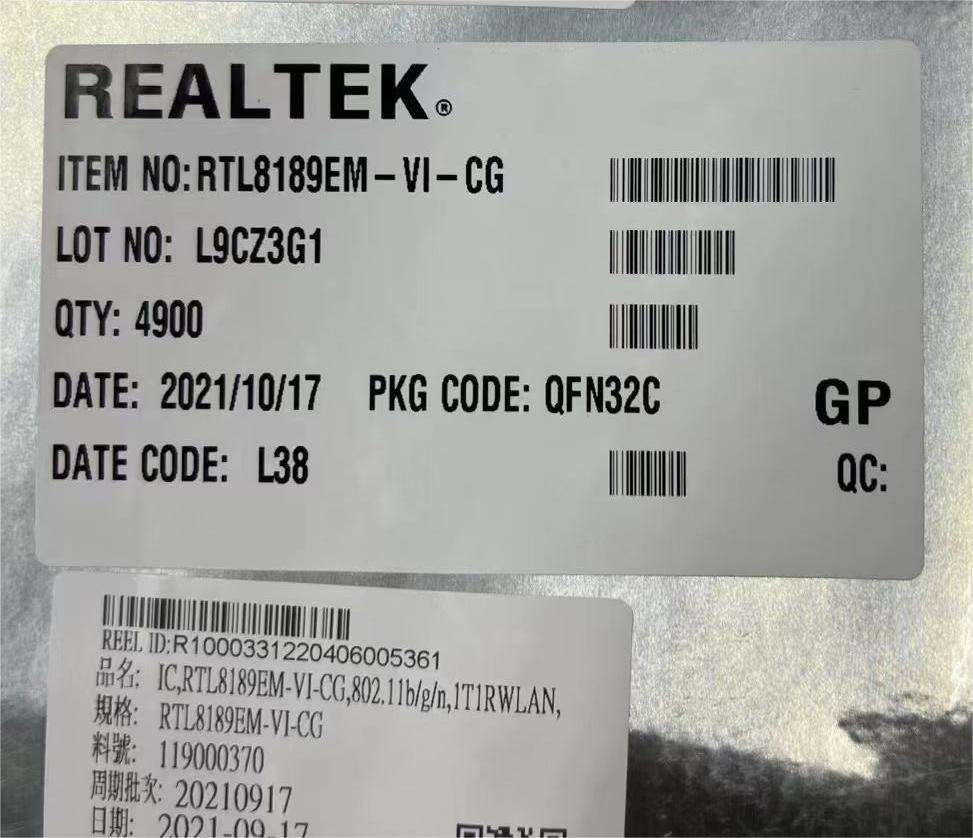 REALTEK®
ITEM NO:RTL8189EM-VI-CG
LOT NO: L9CZ3G1
QTY: 4900
DATE: 2021/10/17 PKG CODE: QFN32C GP
DATE CODE: L38 QC:
REEL ID:R1000331220406005361
品名: IC,RTL8189EM-VI-CG,802.11b/g/n,1T1RWLAN,
規格: RTL8189EM-VI-CG
料號: 119000370
周期批次: 20210917
日期: 2021-09-17